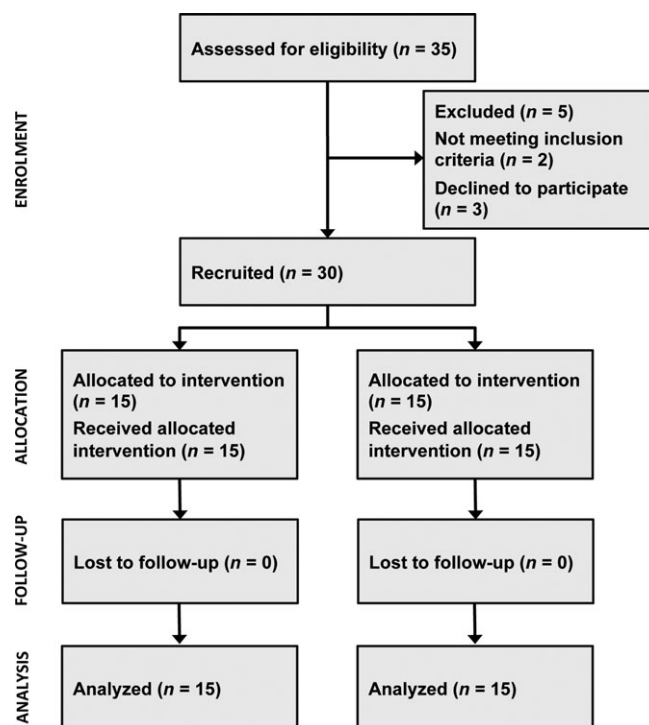 Assessed for eligibility (n = 35)
ENROLMENT
Excluded (n = 5)
Not meeting inclusion
criteria (n = 2)
Declined to participate
(n = 3)
Recruited (n = 30)
ALLOCATION
Allocated to intervention
(n = 15)
Received allocated
intervention (n = 15)
Allocated to intervention
(n = 15)
Received allocated
intervention (n = 15)
FOLLOW-UP
Lost to follow-up (n = 0)
Lost to follow-up (n = 0)
ANALYSIS
Analyzed (n = 15)
Analyzed (n = 15)